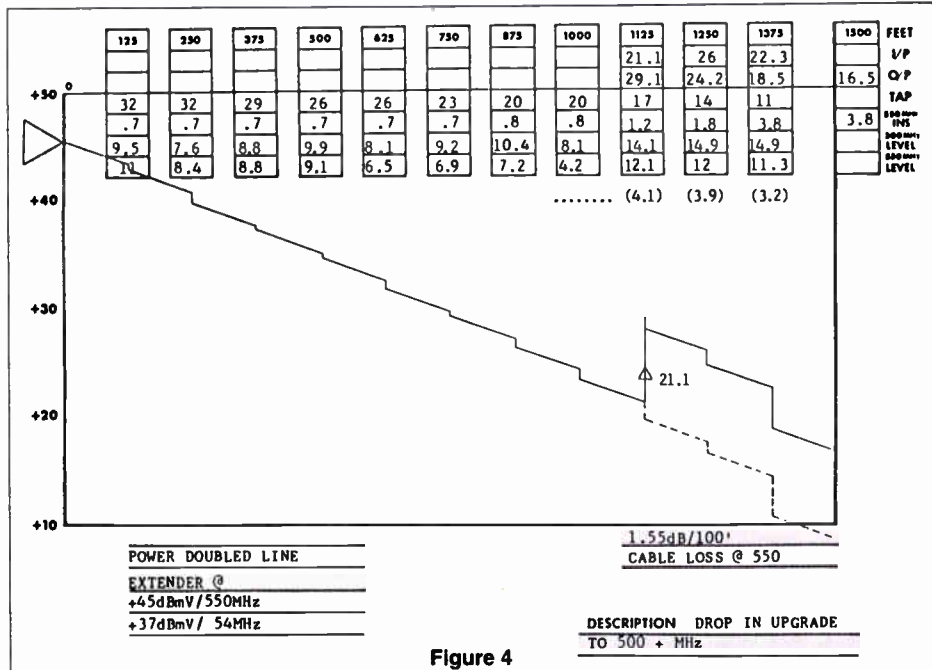 125 250 375 500 625 750 875 1000 1125 1250 1375 1500 FEET
21.1 26 22.3 I/P
29.1 24.2 18.5 16.5 O/P
+50 0 32 32 29 26 26 23 20 20 17 14 11 TAP
.7 .7 .7 .7 .7 .7 .8 .8 1.2 1.8 3.8 3.8 INS
9.5 7.6 8.8 9.9 8.1 9.2 10.4 8.1 14.1 14.9 14.9 LEVEL
11 8.4 8.8 9.1 6.5 6.9 7.2 4.2 12.1 12 11.3 LEVEL
+40 ........ (4.1) (3.9) (3.2)
+30
21.1
+20
+10
POWER DOUBLED LINE
EXTENDER @
+45dBmV/550MHz
+37dBmV/ 54MHz
1.55dB/100'
CABLE LOSS @ 550
DESCRIPTION DROP IN UPGRADE
TO 500 + MHz
Figure 4